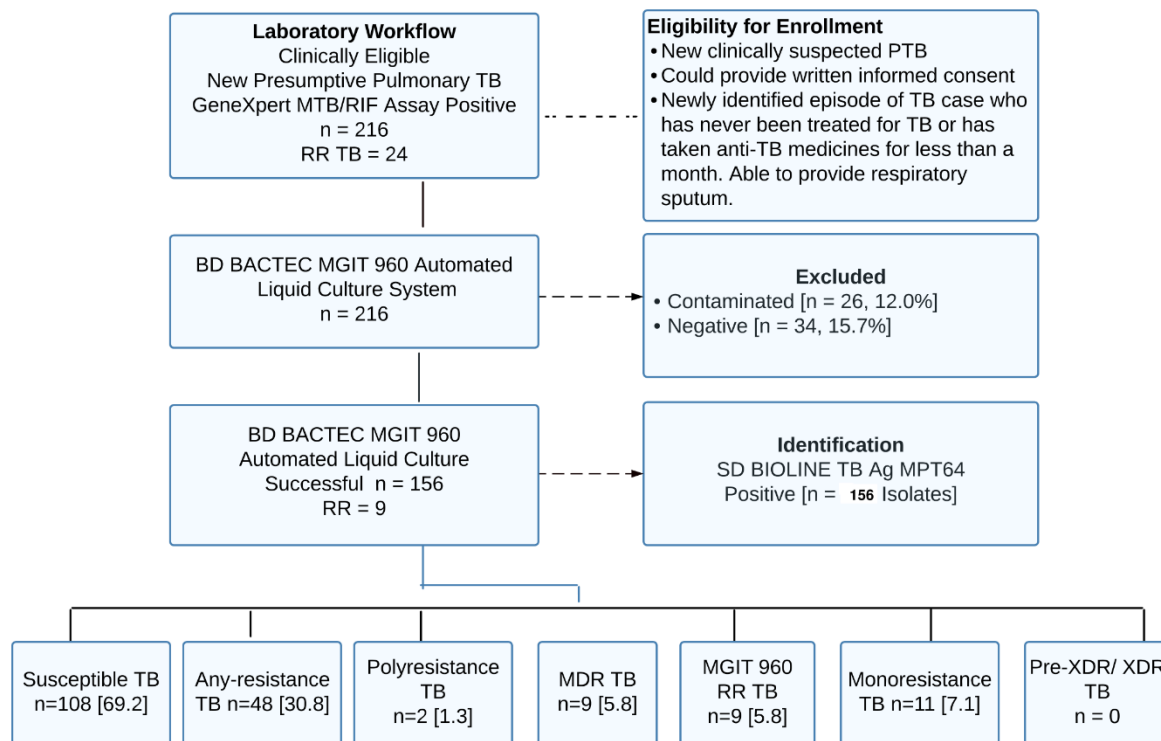 Laboratory Workflow
Clinically Eligible
New Presumptive Pulmonary TB
GeneXpert MTB/RIF Assay Positive
n = 216
RR TB = 24
Eligibility for Enrollment
• New clinically suspected PTB
• Could provide written informed consent
• Newly identified episode of TB case who
has never been treated for TB or has
taken anti-TB medicines for less than a
month. Able to provide respiratory
sputum.
BD BACTEC MGIT 960 Automated
Liquid Culture System
n = 216
Excluded
• Contaminated [n = 26, 12.0%]
• Negative [n = 34, 15.7%]
BD BACTEC MGIT 960
Automated Liquid Culture
Successful n = 156
RR = 9
Identification
SD BIOLINE TB Ag MPT64
Positive [n = 156 Isolates]
Susceptible TB
n=108 [69.2]
Any-resistance
TB n=48 [30.8]
Polyresistance
TB
n=2 [1.3]
MDR TB
n=9 [5.8]
MGIT 960
RR TB
n=9 [5.8]
Monoresistance
TB n=11 [7.1]
Pre-XDR/ XDR
TB
n = 0